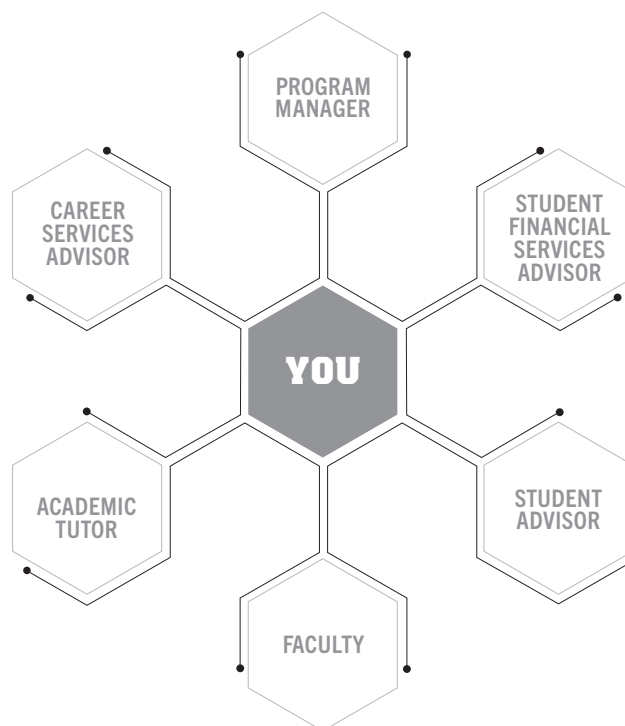 PROGRAM
MANAGER
CAREER
SERVICES
ADVISOR
STUDENT
FINANCIAL
SERVICES
ADVISOR
YOU
ACADEMIC
TUTOR
STUDENT
ADVISOR
FACULTY